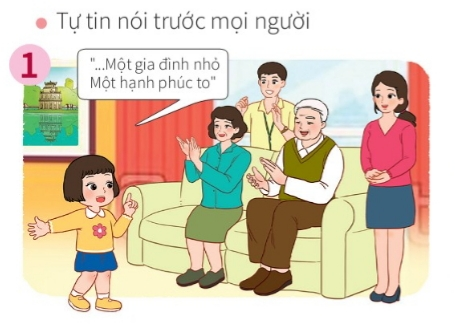 Tự tin nói trước mọi người
1
"...Một gia đình nhỏ
Một hạnh phúc to"